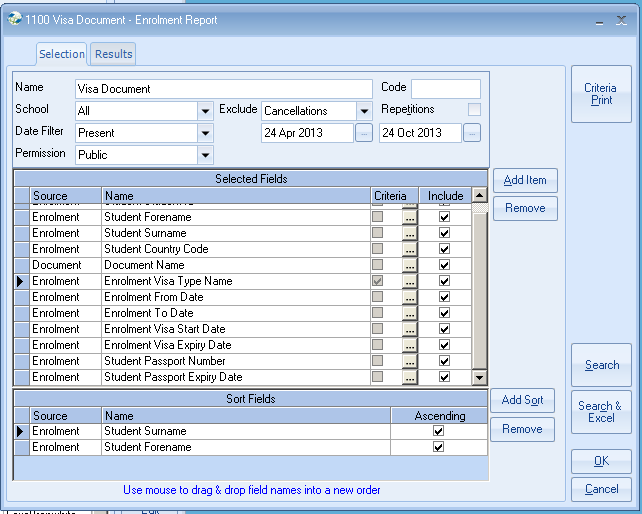 1100 Visa Document - Enrolment Report
Selection Results
Name Visa Document Code
School All Exclude Cancellations Repetitions
Date Filter Present 24 Apr 2013 ... 24 Oct 2013 ...
Permission Public
Criteria
Print
Selected Fields
Source Name Criteria Include
Enrolment Student Forename ...
Enrolment Student Surname ...
Enrolment Student Country Code ...
Document Document Name ...
Enrolment Enrolment Visa Type Name ...
Enrolment Enrolment From Date ...
Enrolment Enrolment To Date ...
Enrolment Enrolment Visa Start Date ...
Enrolment Enrolment Visa Expiry Date ...
Enrolment Student Passport Number ...
Enrolment Student Passport Expiry Date ...
Add Item
Remove
Sort Fields
Source Name Ascending
Enrolment Student Surname
Enrolment Student Forename
Add Sort
Remove
Use mouse to drag & drop field names into a new order
Search
Search &
Excel
OK
Cancel